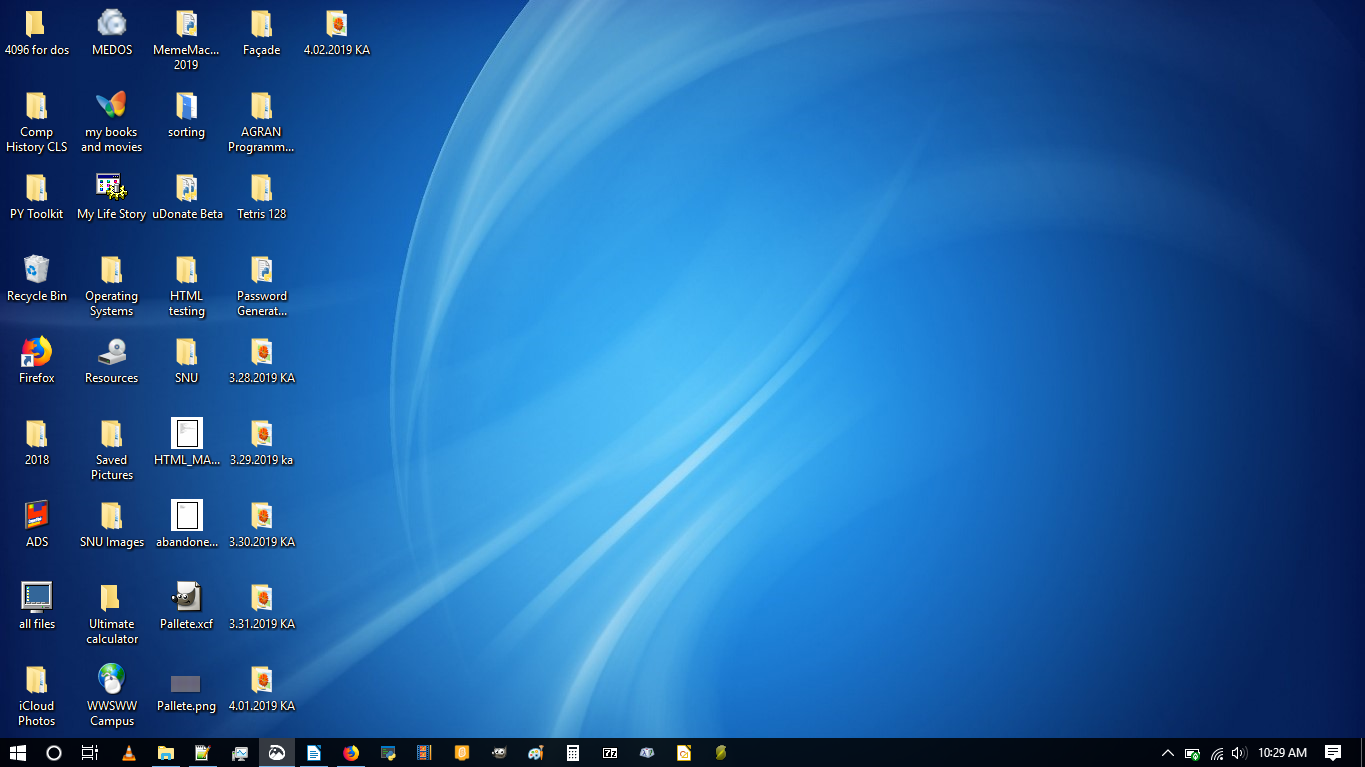 4096 for dos
MEDOS
MemeMac...
2019
Façade
4.02.2019 KA
Comp
History CLS
my books
and movies
sorting
AGRAN
Programm...
PY Toolkit
My Life Story
uDonate Beta
Tetris 128
Recycle Bin
Operating
Systems
HTML
testing
Password
Generat...
Firefox
Resources
SNU
3.28.2019 KA
2018
Saved
Pictures
HTML_MA...
3.29.2019 ka
ADS
SNU Images
abandone...
3.30.2019 KA
all files
Ultimate
calculator
Pallete.xcf
3.31.2019 KA
iCloud
Photos
WWSWW
Campus
Pallete.png
4.01.2019 KA
10:29 AM